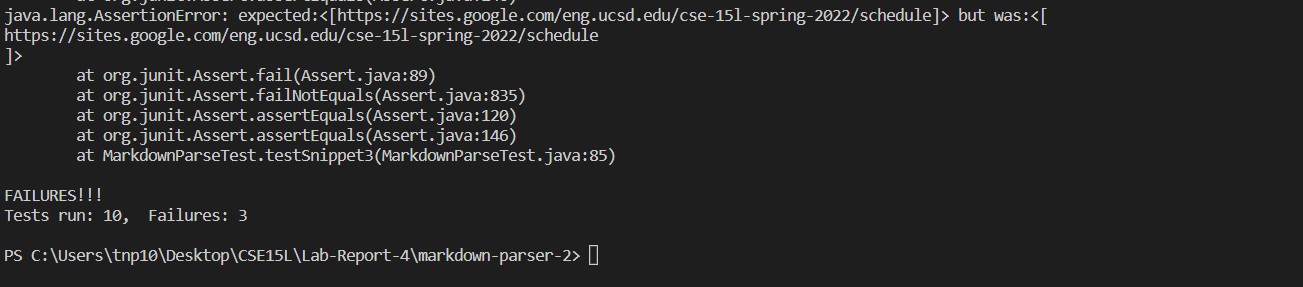 java.lang.AssertionError: expected:<[https://sites.google.com/eng.ucsd.edu/cse-15l-spring-2022/schedule]> but was:<[
https://sites.google.com/eng.ucsd.edu/cse-15l-spring-2022/schedule
]>
at org.junit.Assert.fail(Assert.java:89)
at org.junit.Assert.failNotEquals(Assert.java:835)
at org.junit.Assert.assertEquals(Assert.java:120)
at org.junit.Assert.assertEquals(Assert.java:146)
at MarkdownParseTest.testSnippet3(MarkdownParseTest.java:85)
FAILURES!!!
Tests run: 10,  Failures: 3
PS C:\Users\tnp10\Desktop\CSE15L\Lab-Report-4\markdown-parser-2>